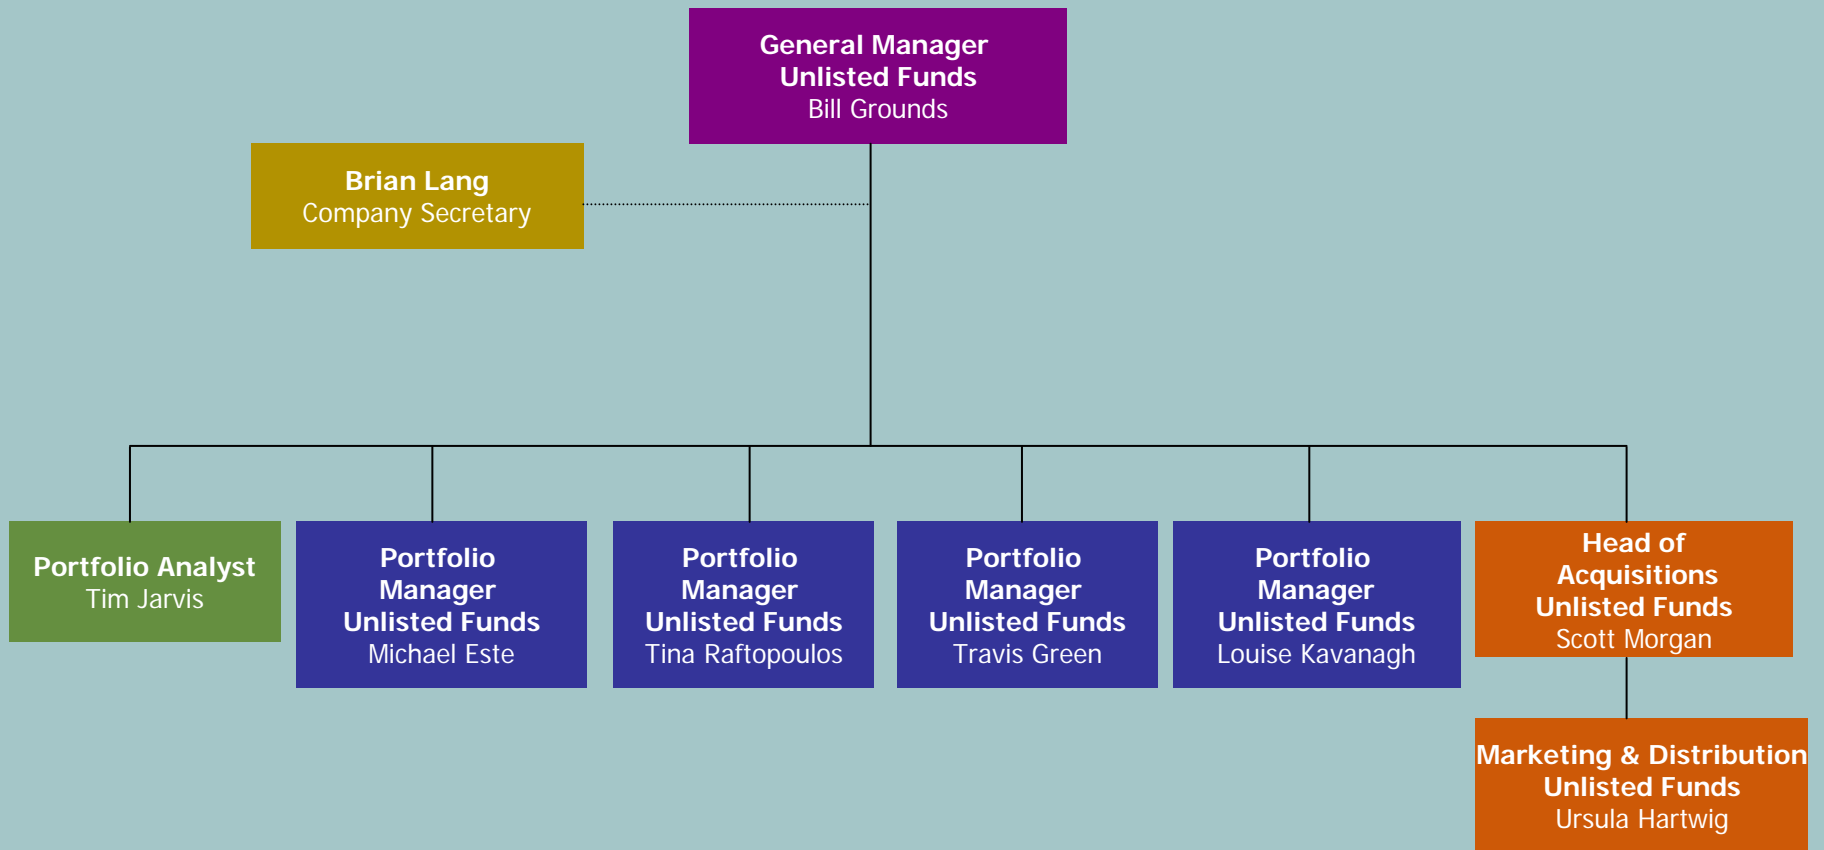 General Manager
Unlisted Funds
Bill Grounds
Brian Lang
Company Secretary
Portfolio Analyst
Tim Jarvis
Portfolio
Manager
Unlisted Funds
Michael Este
Portfolio
Manager
Unlisted Funds
Tina Raftopoulos
Portfolio
Manager
Unlisted Funds
Travis Green
Portfolio
Manager
Unlisted Funds
Louise Kavanagh
Head of
Acquisitions
Unlisted Funds
Scott Morgan
Marketing & Distribution
Unlisted Funds
Ursula Hartwig